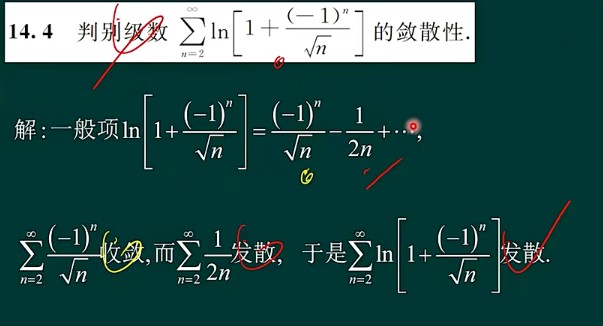 14.4 判别级数 $\sum_{n=2}^{\infty} \ln\left[1+\frac{(-1)^n}{\sqrt{n}}\right]$ 的敛散性.
解:一般项$\ln\left[1+\frac{(-1)^n}{\sqrt{n}}\right]=\frac{(-1)^n}{\sqrt{n}}-\frac{1}{2n}+\cdots$,
$\sum_{n=2}^{\infty}\frac{(-1)^n}{\sqrt{n}}$收敛,而$\sum_{n=2}^{\infty}\frac{1}{2n}$发散, 于是$\sum_{n=2}^{\infty}\ln\left[1+\frac{(-1)^n}{\sqrt{n}}\right]$发散.